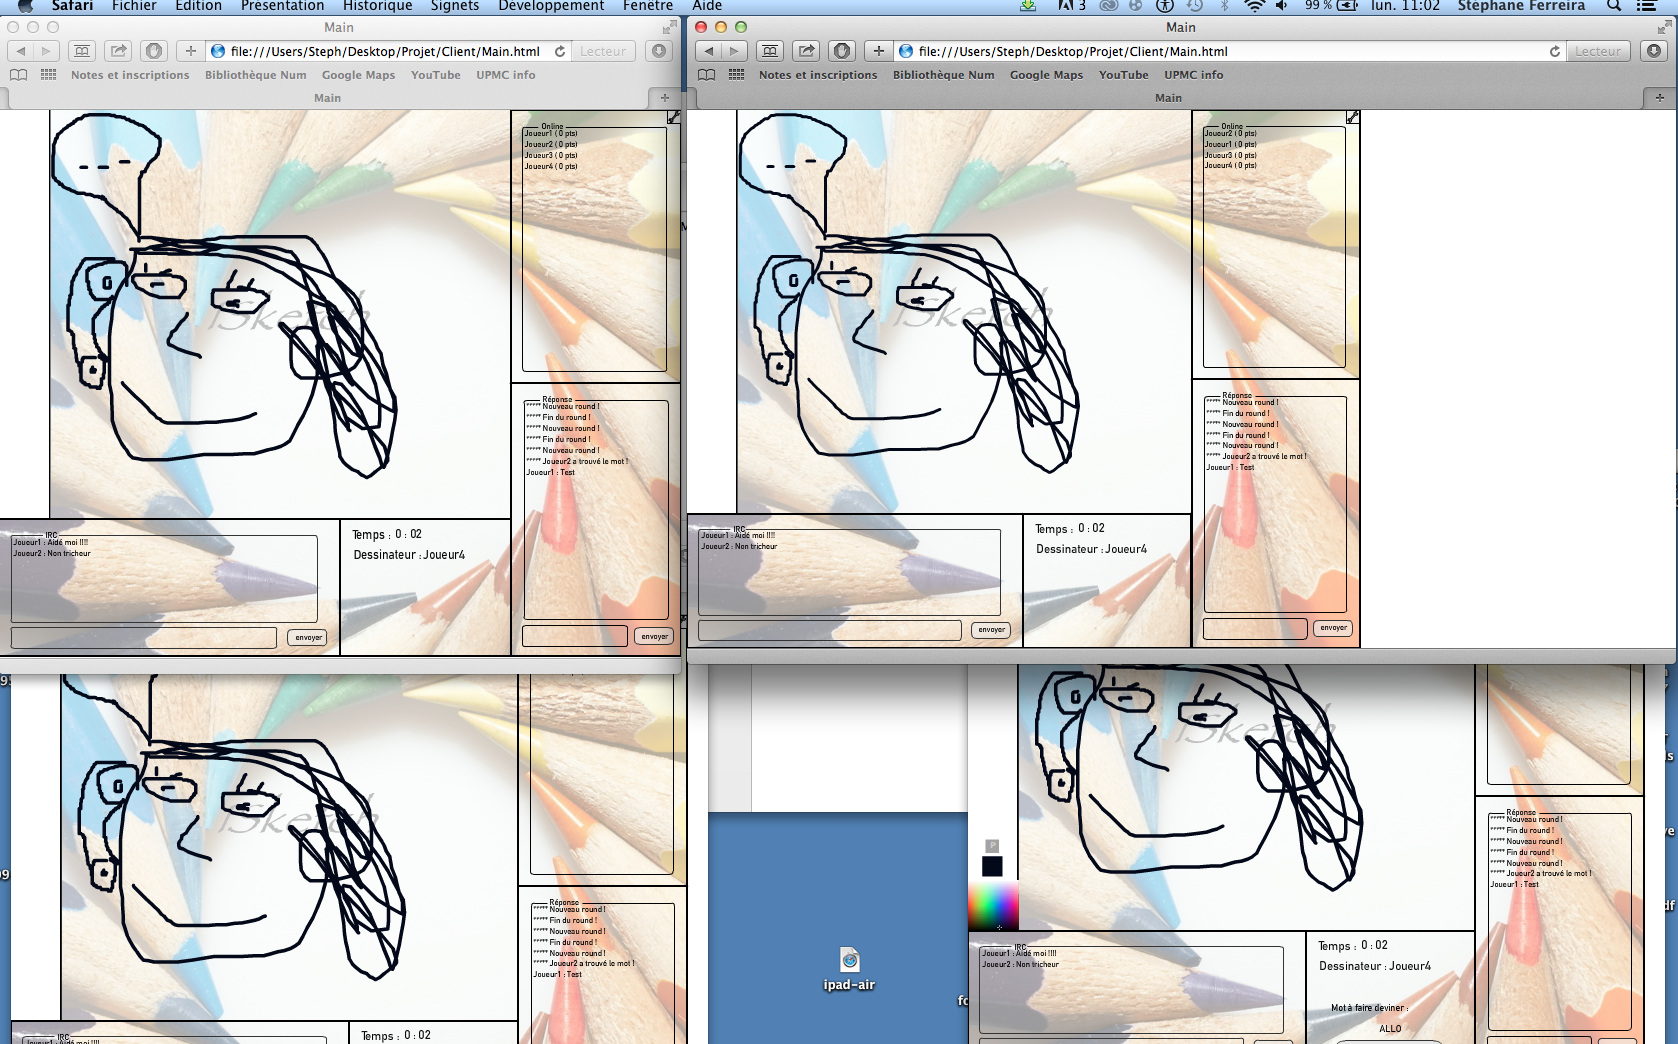 Safari Fichier Edition Présentation Historique Signets Développement Fenêtre Aide 3 99 % lun. 11:02 Stéphane Ferreira
Main
file:///Users/Steph/Desktop/Projet/Client/Main.html Lecteur
Notes et inscriptions Bibliothèque Num Google Maps YouTube UPMC info
Main
Online
Joueur1 ( 0 pts)
Joueur2 ( 0 pts)
Joueur3 ( 0 pts)
Joueur4 ( 0 pts)
iSketch
Réponse
***** Nouveau round !
***** Fin du round !
***** Nouveau round !
***** Fin du round !
***** Nouveau round !
***** Joueur2 a trouvé le mot !
Joueur1 : Test
envoyer
IRC
Joueur1 : Aidé moi !!!!
Joueur2 : Non tricheur
envoyer
Temps : 0 : 02
Dessinateur : Joueur4
Main
file:///Users/Steph/Desktop/Projet/Client/Main.html Lecteur
Notes et inscriptions Bibliothèque Num Google Maps YouTube UPMC info
Main
Online
Joueur2 ( 0 pts)
Joueur1 ( 0 pts)
Joueur3 ( 0 pts)
Joueur4 ( 0 pts)
iSketch
Réponse
***** Nouveau round !
***** Fin du round !
***** Nouveau round !
***** Fin du round !
***** Nouveau round !
***** Joueur2 a trouvé le mot !
Joueur1 : Test
envoyer
IRC
Joueur1 : Aidé moi !!!!
Joueur2 : Non tricheur
envoyer
Temps : 0 : 02
Dessinateur : Joueur4
iSketch
Réponse
***** Nouveau round !
***** Fin du round !
***** Nouveau round !
***** Fin du round !
***** Nouveau round !
***** Joueur2 a trouvé le mot !
Joueur1 : Test
IRC
Joueur1 : Aidé moi !!!!
Temps : 0 : 02
ipad-air
iSketch
P
Réponse
***** Nouveau round !
***** Fin du round !
***** Nouveau round !
***** Fin du round !
***** Nouveau round !
***** Joueur2 a trouvé le mot !
Joueur1 : Test
IRC
Joueur1 : Aidé moi !!!!
Joueur2 : Non tricheur
Temps : 0 : 02
Dessinateur : Joueur4
Mot à faire deviner :
ALLO